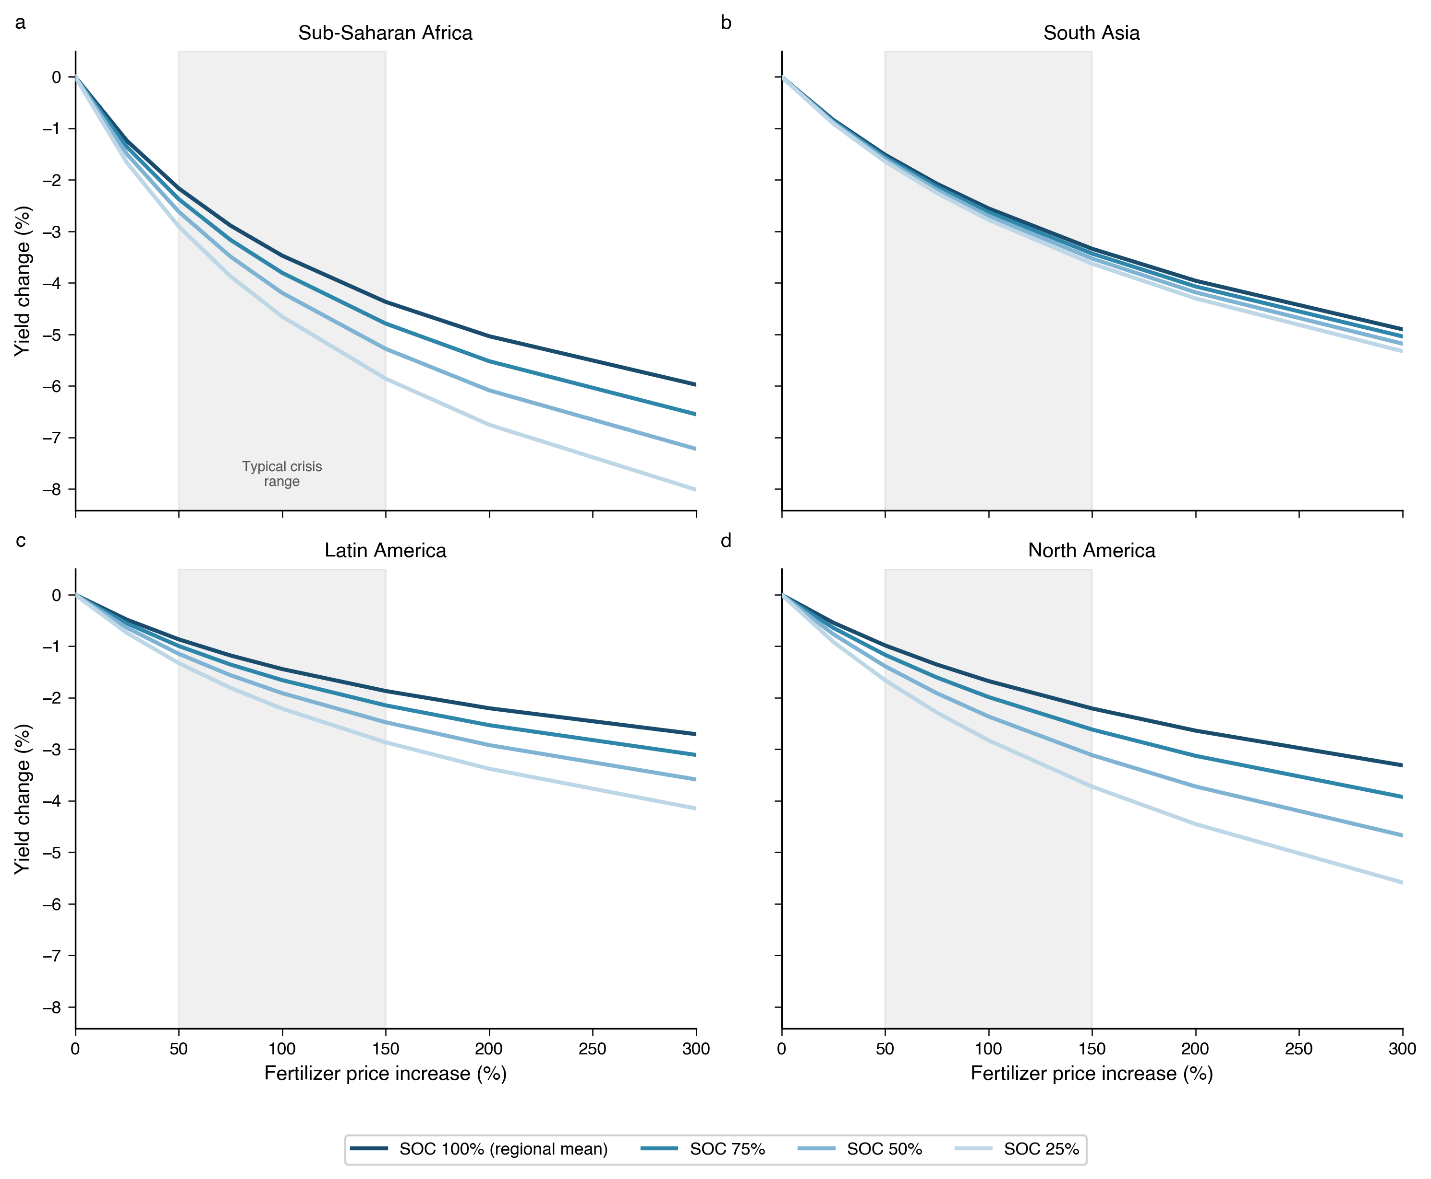 a
Sub-Saharan Africa
b
South Asia
0
−1
−2
−3
−4
−5
−6
−7
−8
Yield change (%)
Typical crisis
range
c
Latin America
d
North America
0
−1
−2
−3
−4
−5
−6
−7
−8
Yield change (%)
0 50 100 150 200 250 300
Fertilizer price increase (%)
0 50 100 150 200 250 300
Fertilizer price increase (%)
SOC 100% (regional mean) SOC 75% SOC 50% SOC 25%